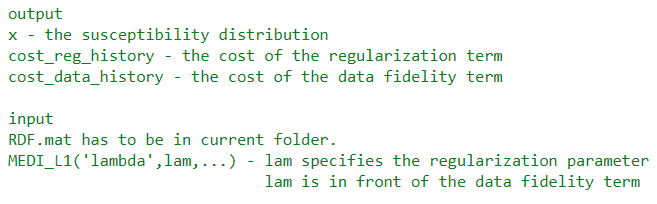 output
x - the susceptibility distribution
cost_reg_history - the cost of the regularization term
cost_data_history - the cost of the data fidelity term
input
RDF.mat has to be in current folder.
MEDI_L1('lambda',lam,...) - lam specifies the regularization parameter
lam is in front of the data fidelity term